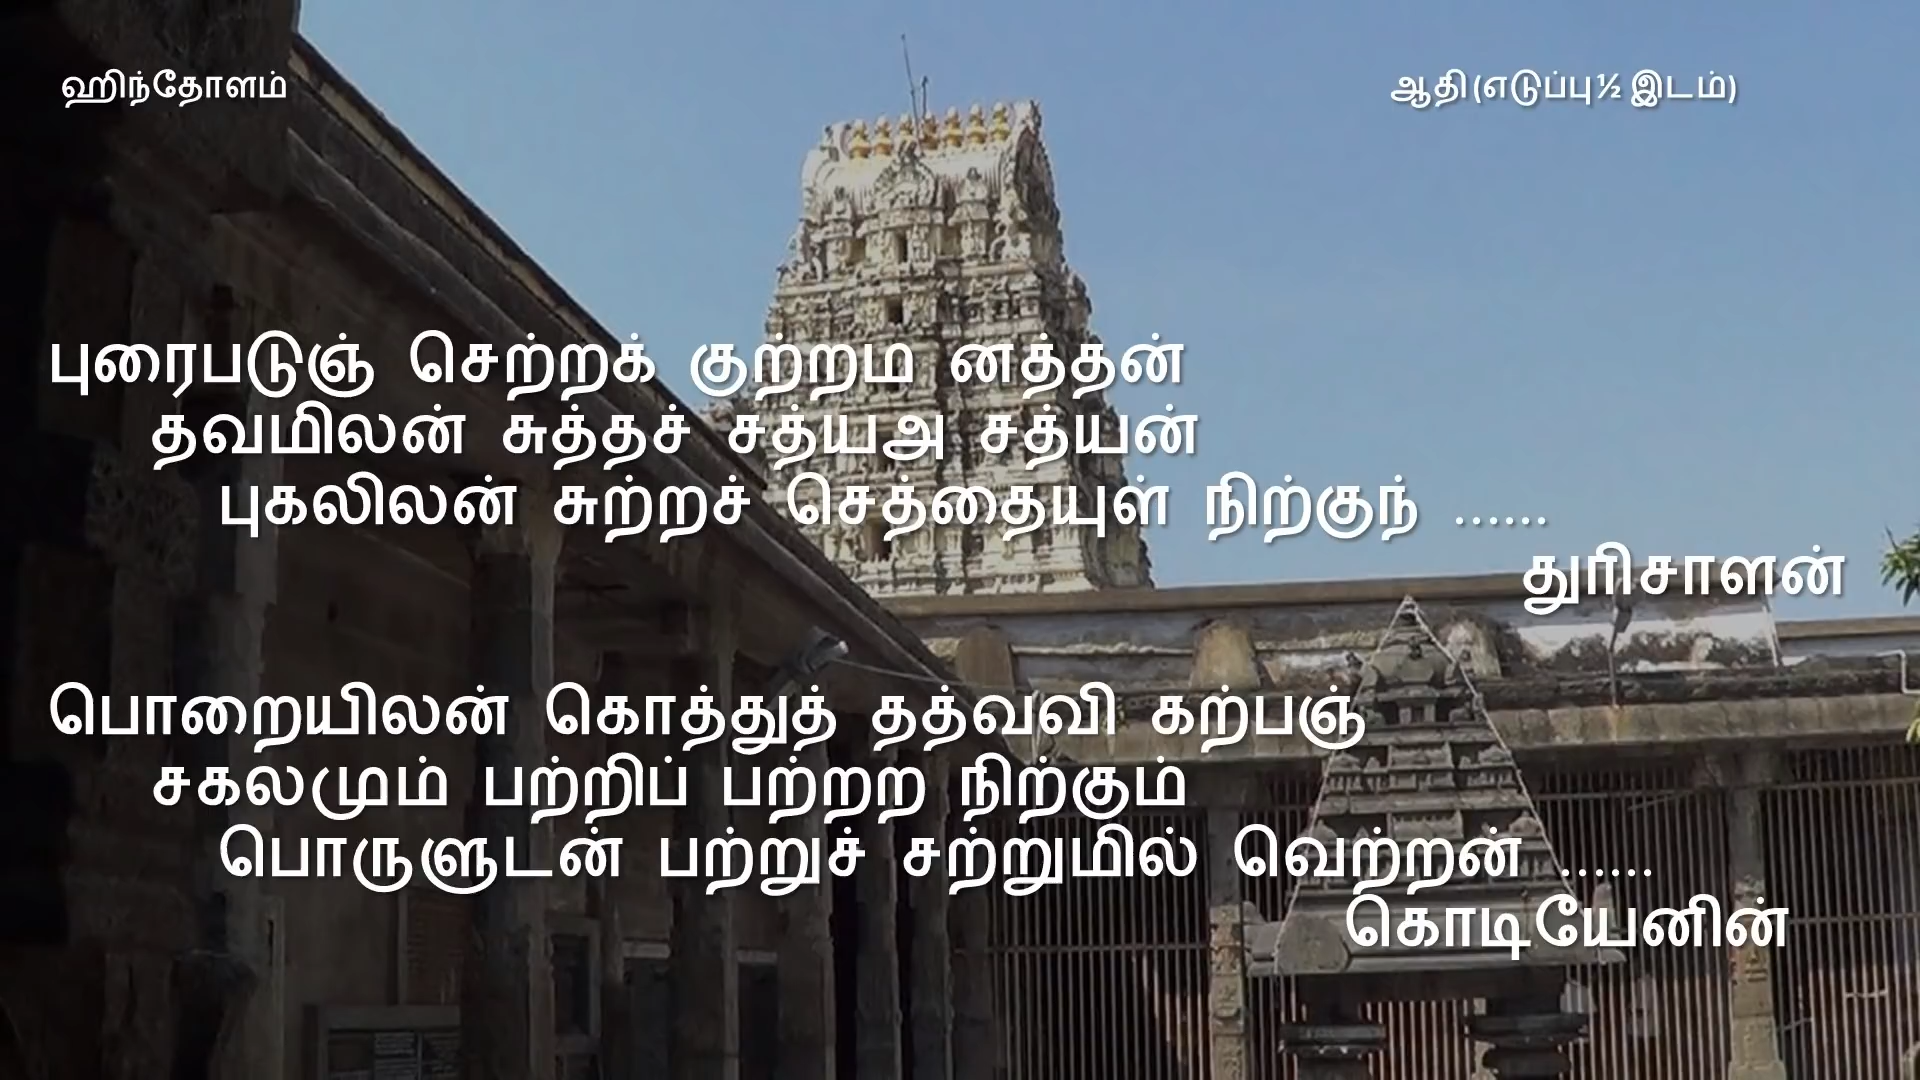 ஹிந்தோளம்
ஆதி (எடுப்பு ½ இடம்)
புரைபடுஞ் செற்றக் குற்றம னத்தன்
தவமிலன் சுத்தச் சத்யஅ சத்யன்
புகலிலன் சுற்றச் செத்தையுள் நிற்குந் ......
துரிசாளன்
பொறையிலன் கொத்துத் தத்வவி கற்பஞ்
சகலமும் பற்றிப் பற்றற நிற்கும்
பொருளுடன் பற்றுச் சற்றுமில் வெற்றன் ......
கொடியேனின்